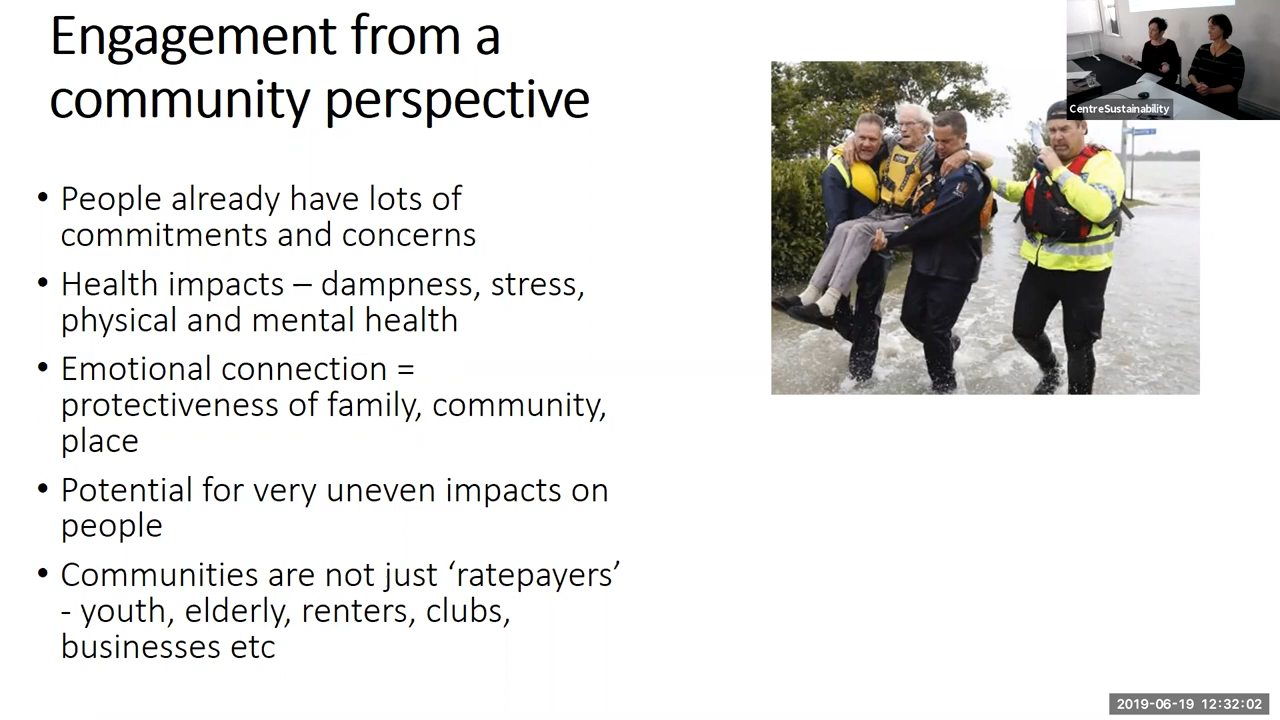 Engagement from a
community perspective
• People already have lots of
commitments and concerns
• Health impacts – dampness, stress,
physical and mental health
• Emotional connection =
protectiveness of family, community,
place
• Potential for very uneven impacts on
people
• Communities are not just ‘ratepayers’
- youth, elderly, renters, clubs,
businesses etc
CentreSustainability
2019-06-19 12:32:02